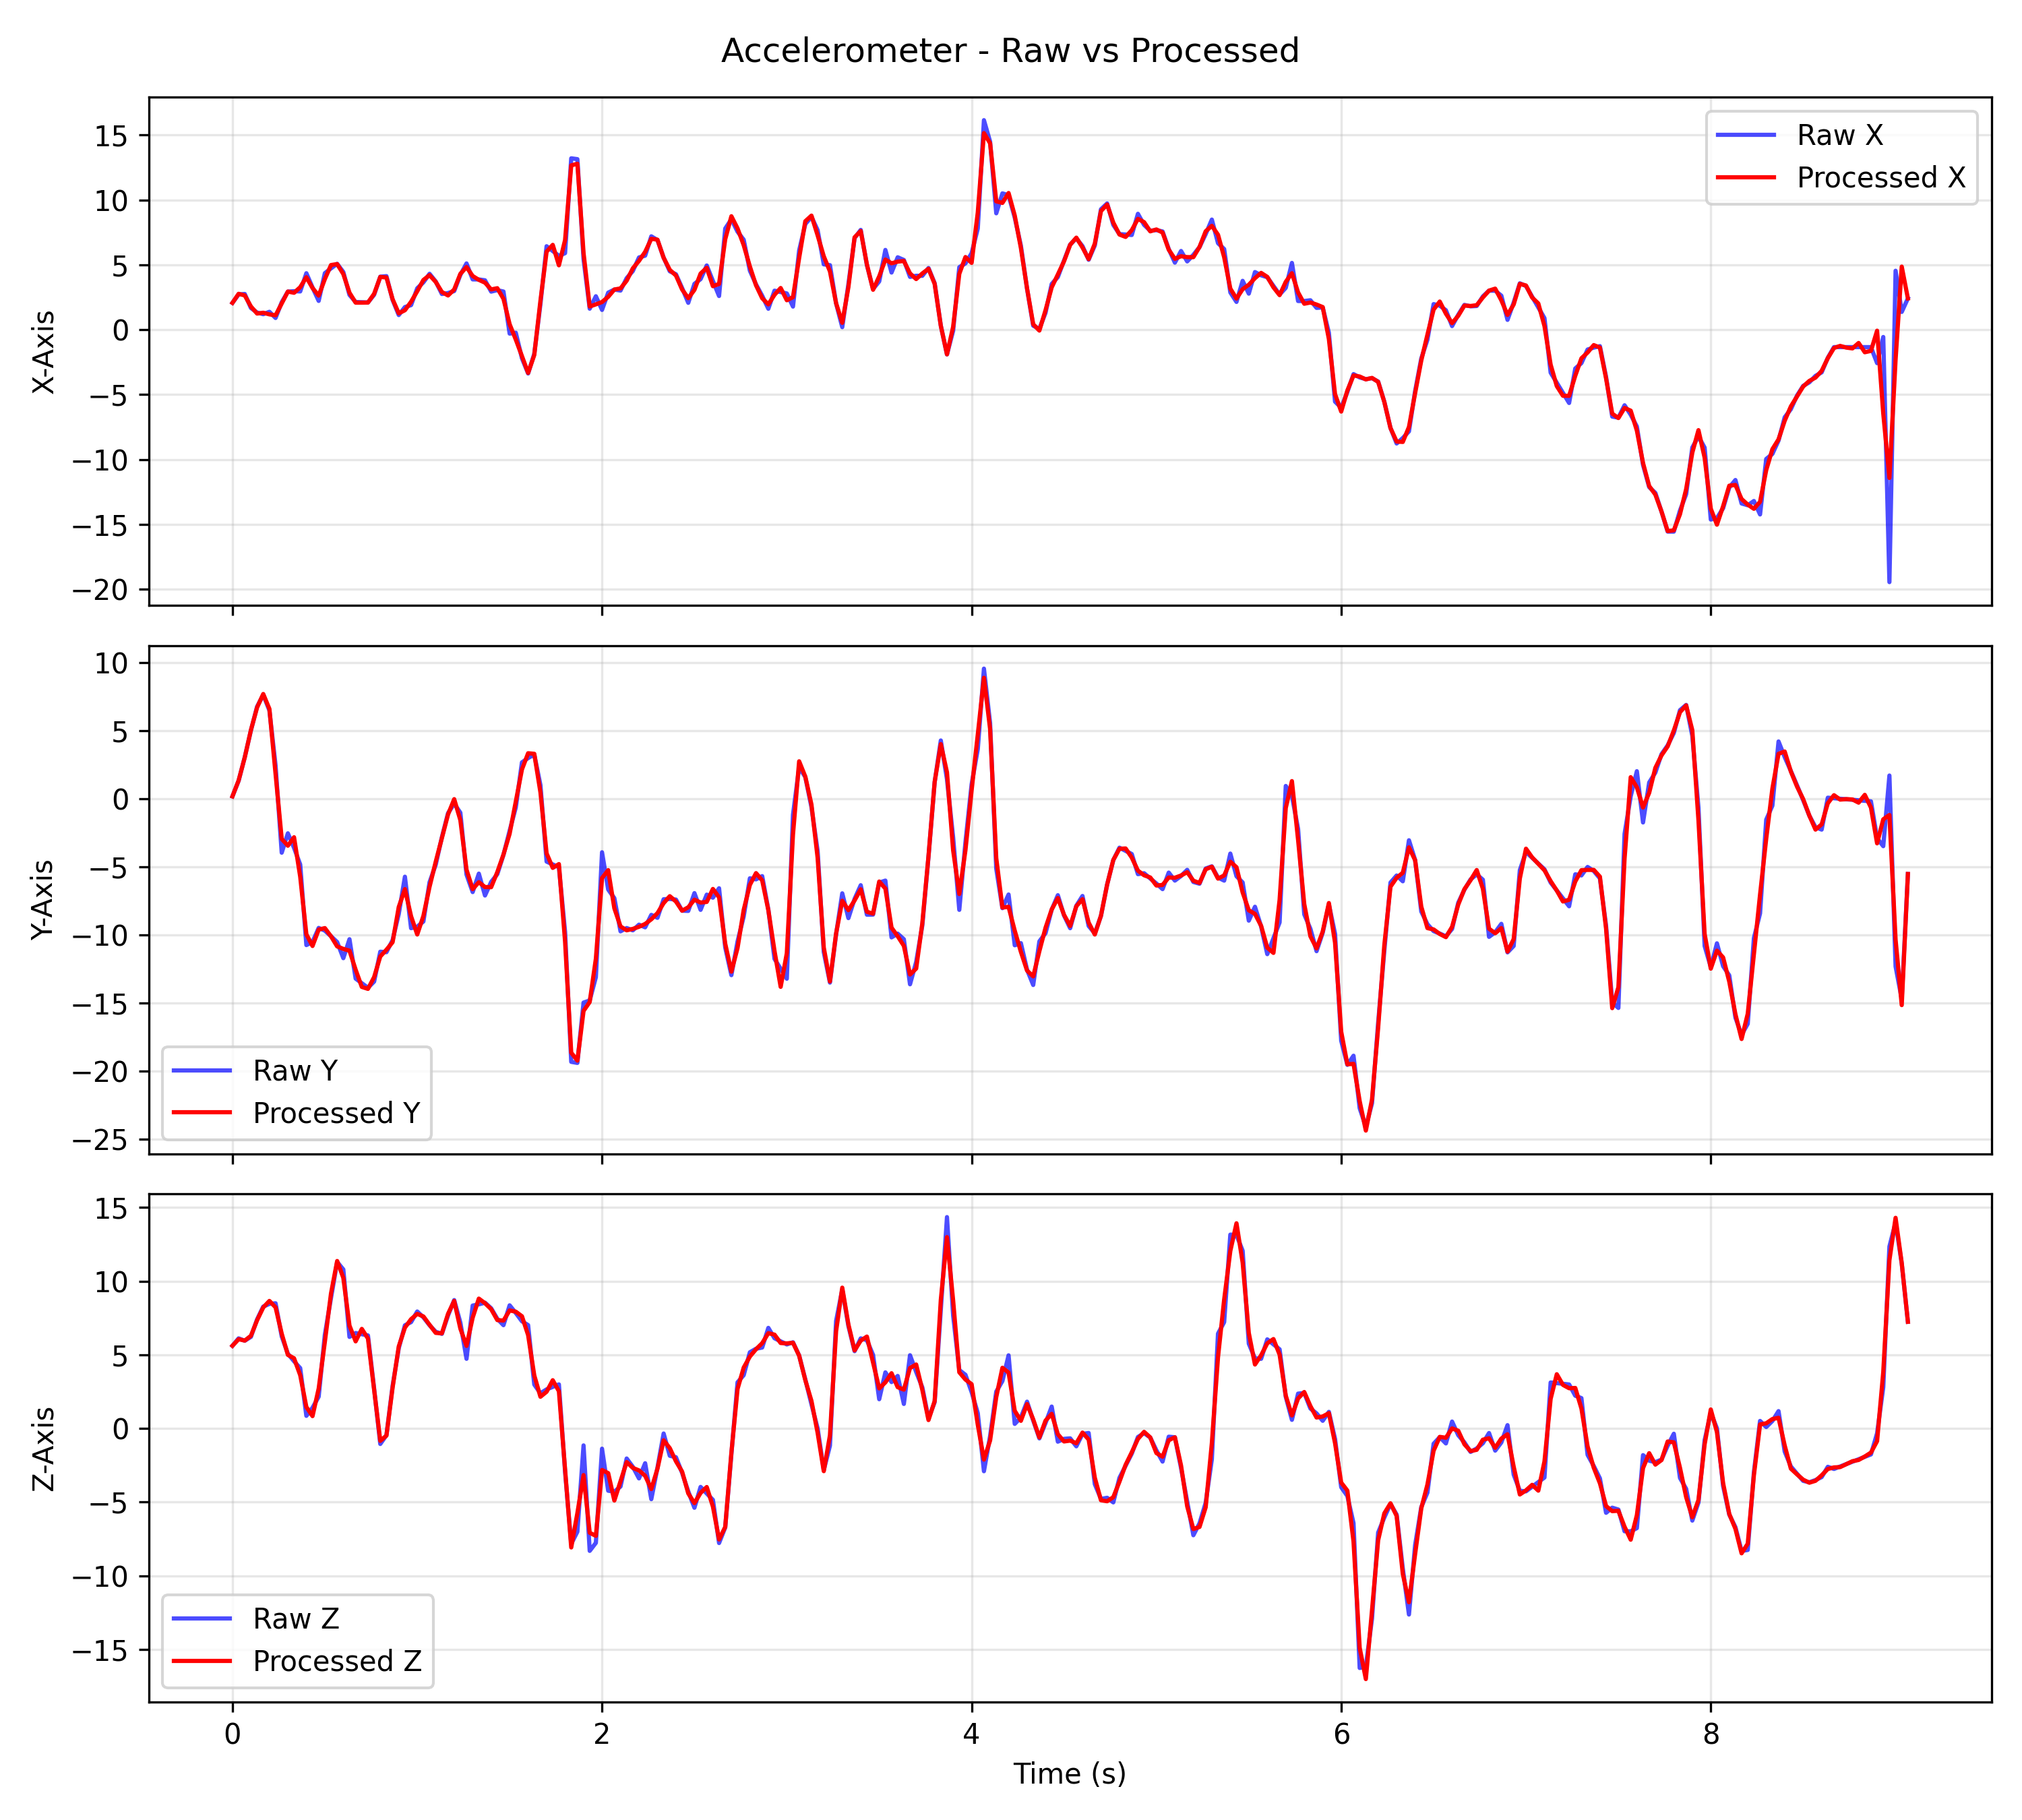 Accelerometer - Raw vs Processed
X-Axis
15
10
5
0
−5
−10
−15
−20
Raw X
Processed X
Y-Axis
10
5
0
−5
−10
−15
−20
−25
Raw Y
Processed Y
Z-Axis
15
10
5
0
−5
−10
−15
Raw Z
Processed Z
0 2 4 6 8
Time (s)